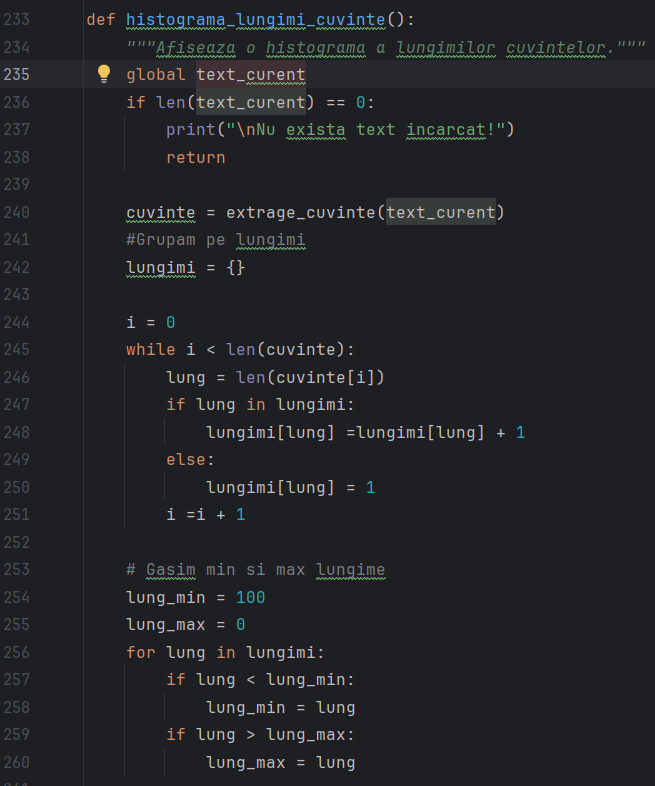 233 def histograma_lungimi_cuvinte():
234     """Afiseaza o histograma a lungimilor cuvintelor."""
235     global text_curent
236     if len(text_curent) == 0:
237         print("\nNu exista text incarcat!")
238         return
239
240     cuvinte = extrage_cuvinte(text_curent)
241     #Grupam pe lungimi
242     lungimi = {}
243
244     i = 0
245     while i < len(cuvinte):
246         lung = len(cuvinte[i])
247         if lung in lungimi:
248             lungimi[lung] =lungimi[lung] + 1
249         else:
250             lungimi[lung] = 1
251         i =i + 1
252
253     # Gasim min si max lungime
254     lung_min = 100
255     lung_max = 0
256     for lung in lungimi:
257         if lung < lung_min:
258             lung_min = lung
259         if lung > lung_max:
260             lung_max = lung